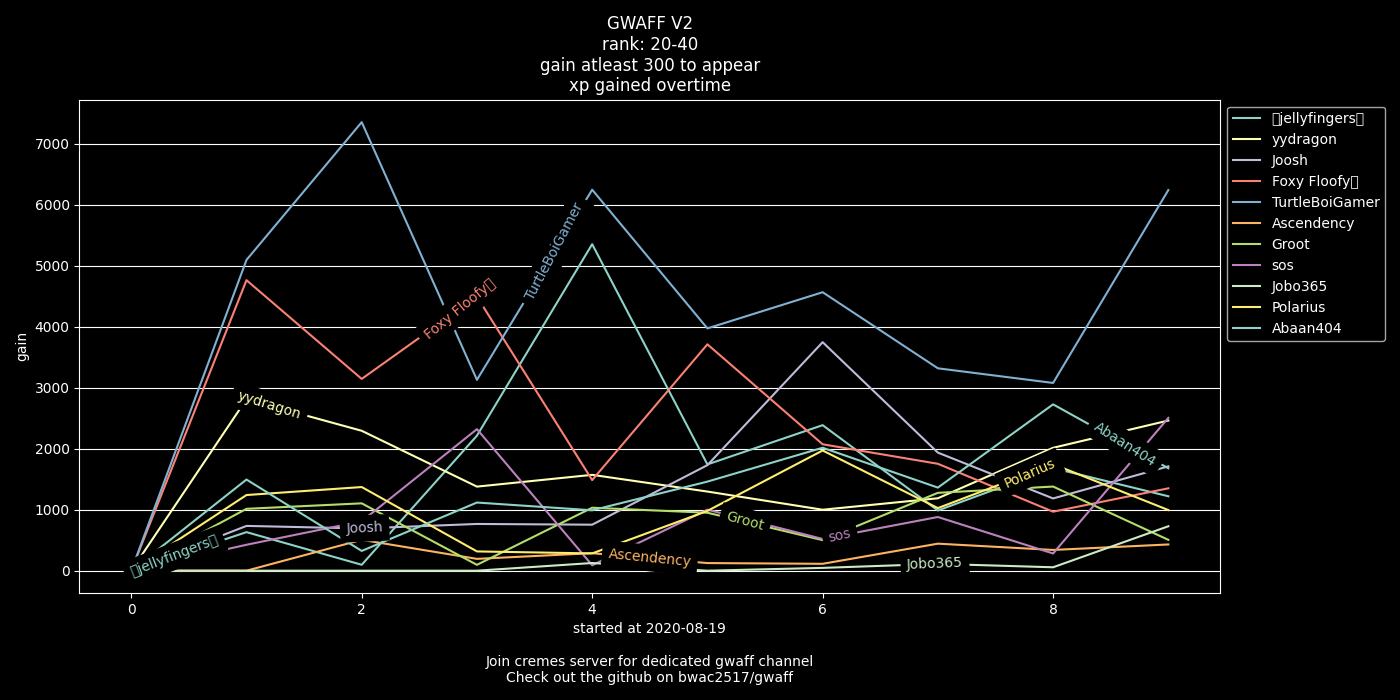 GWAFF V2
rank: 20-40
gain atleast 300 to appear
xp gained overtime
gain
7000
6000
5000
4000
3000
2000
1000
0
0 2 4 6 8
started at 2020-08-19
Join cremes server for dedicated gwaff channel
Check out the github on bwac2517/gwaff
jellyfingers
yydragon
Joosh
Foxy Floofy
TurtleBoiGamer
Ascendency
Groot
sos
Jobo365
Polarius
Abaan404
jellyfingers
yydragon
Joosh
Foxy Floofy
TurtleBoiGamer
Ascendency
Groot
sos
Jobo365
Polarius
Abaan404